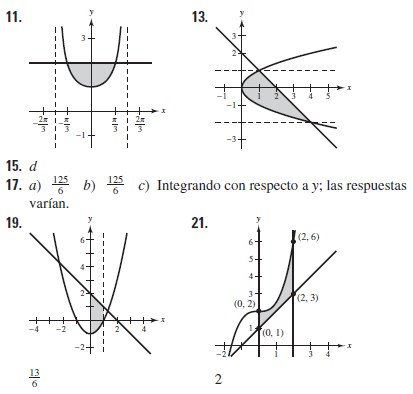 11.
y
3
x
-2π/3 -π/3 π/3 2π/3
-1
13.
y
3
2
-1 1 2 3 4 5 x
-1
-3
15. d
17. a) 125/6 b) 125/6 c) Integrando con respecto a y; las respuestas
varían.
19.
y
6
4
2
-4 -2 2 4 x
-2
13/6
21.
y
6 (2, 6)
5
4
3 (2, 3)
(0, 2)
1 (0, 1)
-2 1 3 4 x
2